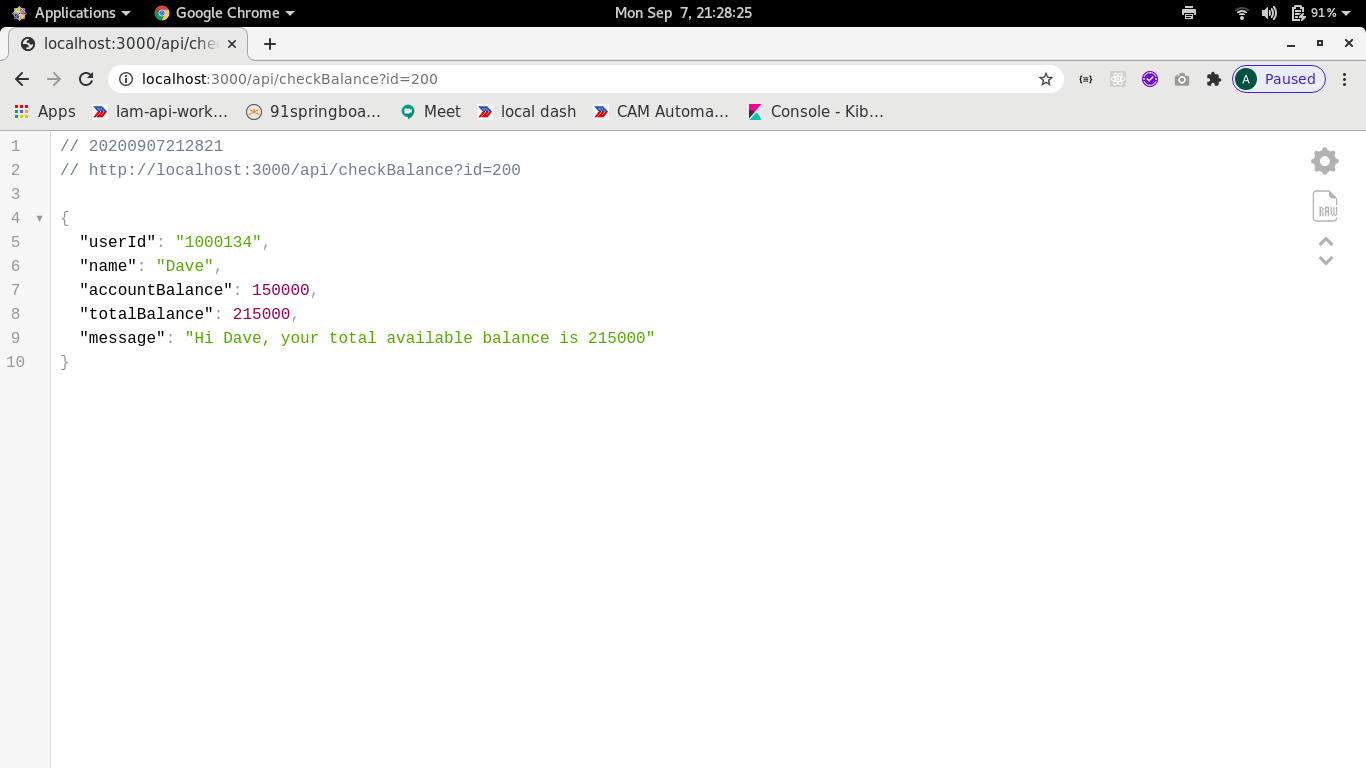 Applications Google Chrome Mon Sep 7, 21:28:25 91%
localhost:3000/api/che
localhost:3000/api/checkBalance?id=200 A Paused
Apps Iam-api-work... 91springboa... Meet local dash CAM Automa... Console - Kib...
1 // 20200907212821
2 // http://localhost:3000/api/checkBalance?id=200
3
4 {
5 "userId": "1000134",
6 "name": "Dave",
7 "accountBalance": 150000,
8 "totalBalance": 215000,
9 "message": "Hi Dave, your total available balance is 215000"
10 }
RAW